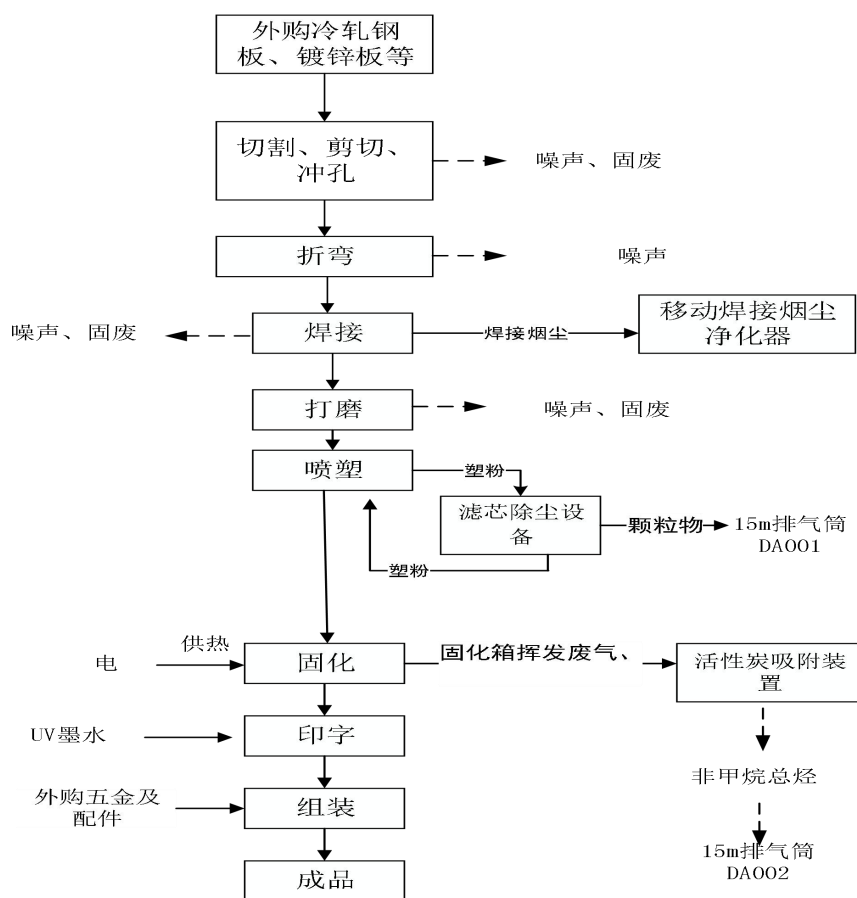 外购冷轧钢
板、镀锌板等
切割、剪切、
冲孔
噪声、固废
折弯
噪声
噪声、固废
焊接
焊接烟尘
移动焊接烟尘
净化器
打磨
噪声、固废
喷塑
塑粉
滤芯除尘设
备
颗粒物
15m排气筒
DA001
塑粉
电
供热
固化
固化箱挥发废气、
活性炭吸附装
置
UV墨水
印字
非甲烷总烃
外购五金及
配件
组装
15m排气筒
DA002
成品